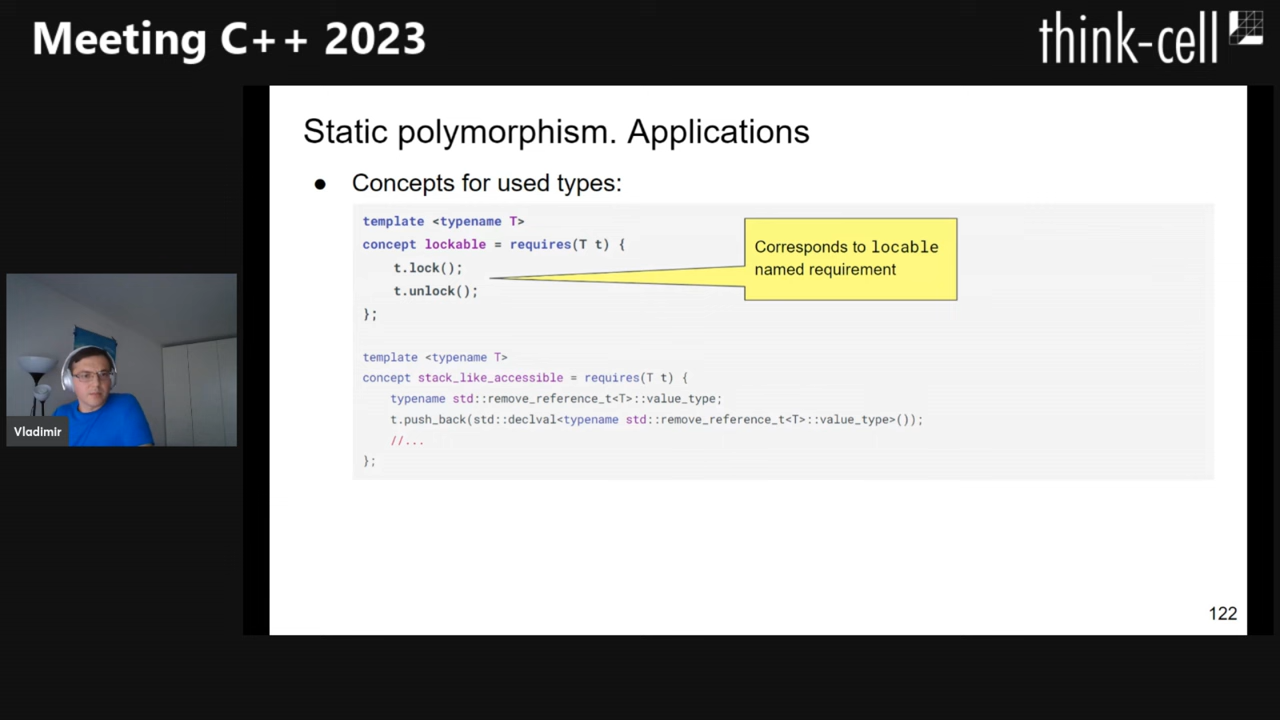 Meeting C++ 2023
think-cell
Static polymorphism. Applications
● Concepts for used types:
template <typename T>
concept lockable = requires(T t) {
t.lock();
t.unlock();
};
Corresponds to locable
named requirement
template <typename T>
concept stack_like_accessible = requires(T t) {
typename std::remove_reference_t<T>::value_type;
t.push_back(std::declval<typename std::remove_reference_t<T>::value_type>());
//...
};
Vladimir
122